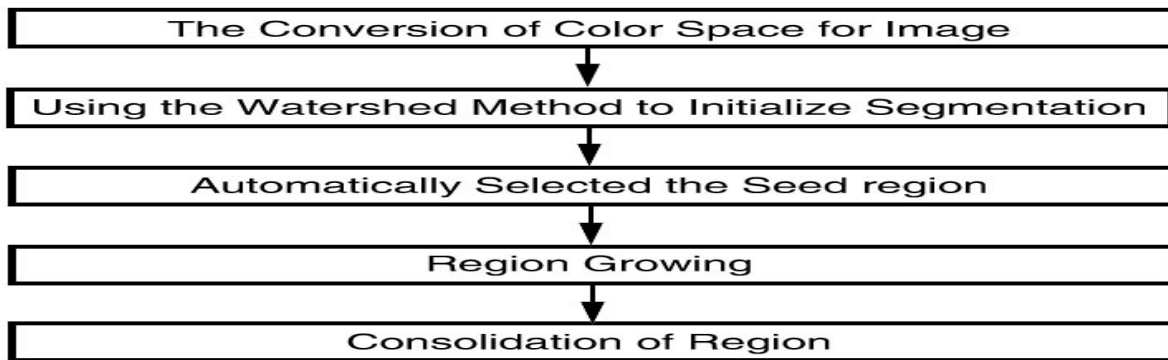 The Conversion of Color Space for Image
Using the Watershed Method to Initialize Segmentation
Automatically Selected the Seed region
Region Growing
Consolidation of Region